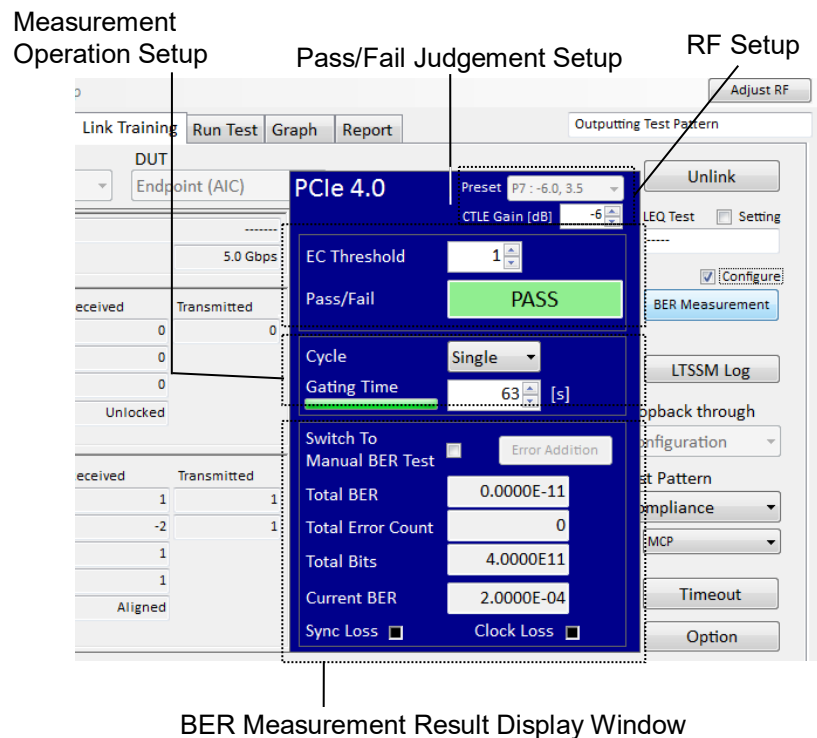 Measurement
Operation Setup
Pass/Fail Judgement Setup
RF Setup
Adjust RF
Link Training
Run Test
Graph
Report
Outputting Test Pattern
DUT
Endpoint (AIC)
-------
5.0 Gbps
eceived
Transmitted
0
0
0
0
Unlocked
eceived
Transmitted
1
1
-2
1
1
1
Aligned
PCIe 4.0
Preset P7 : -6.0, 3.5
CTLE Gain [dB] -6
EC Threshold 1
Pass/Fail PASS
Cycle Single
Gating Time 63 [s]
Switch To
Manual BER Test
Error Addition
Total BER 0.0000E-11
Total Error Count 0
Total Bits 4.0000E11
Current BER 2.0000E-04
Sync Loss
Clock Loss
Unlink
LEQ Test
Setting
-----
Configure
BER Measurement
LTSSM Log
opback through
nfiguration
st Pattern
mpliance
MCP
Timeout
Option
BER Measurement Result Display Window